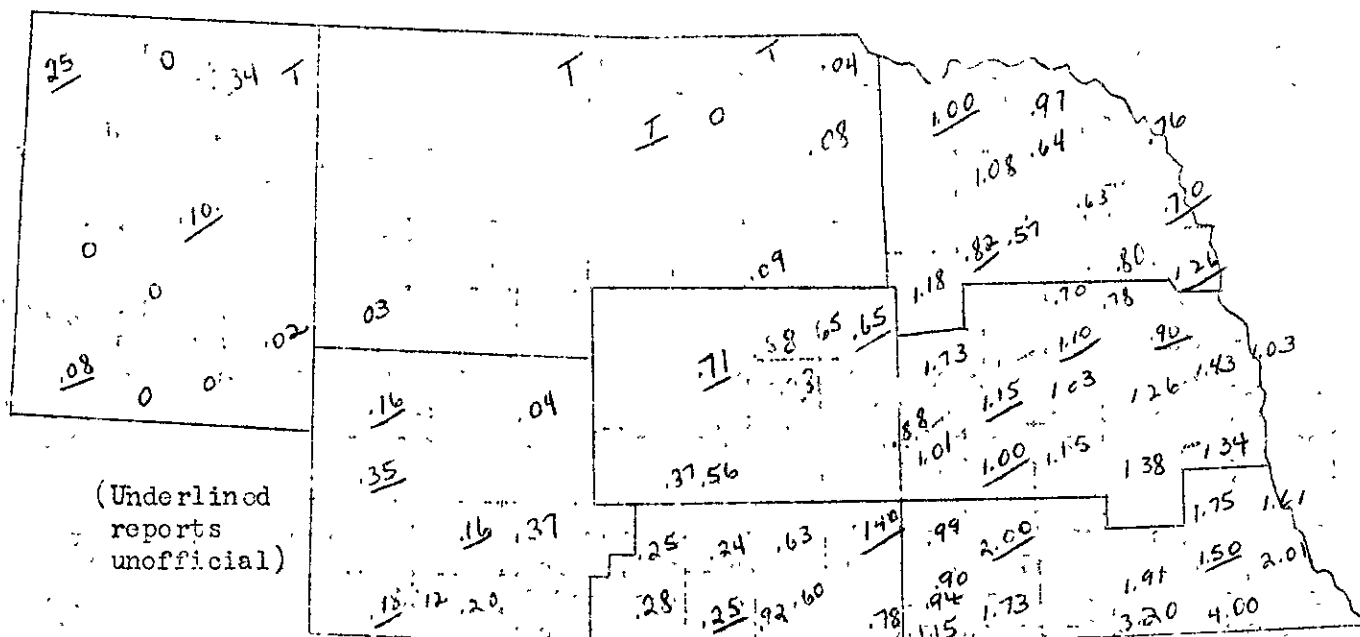 25 0 .34 T T T .04
1.00 .97
T 0 .08 .76
1.08 .64
.10 .63 .70
0 .82 .57
.09 .80 1.26
0 1.18 .70 .78
03
.02 .65 .65 1.10 .90
.71 1.73 1.43 1.03
.08 0 0 1.15 1.03 1.26
.16 .04 .88
1.01 1.00 1.15 1.34
.35 .37 .56 1.38
(Underlined
reports
unofficial)
.16 .37 1.75
.25 .24 .63 1.40 .99 2.00
1.50 2.01
.90
.18 .12 .20 .28 .25 .92 .60 .94 1.73
.78 1.15 3.20 4.00